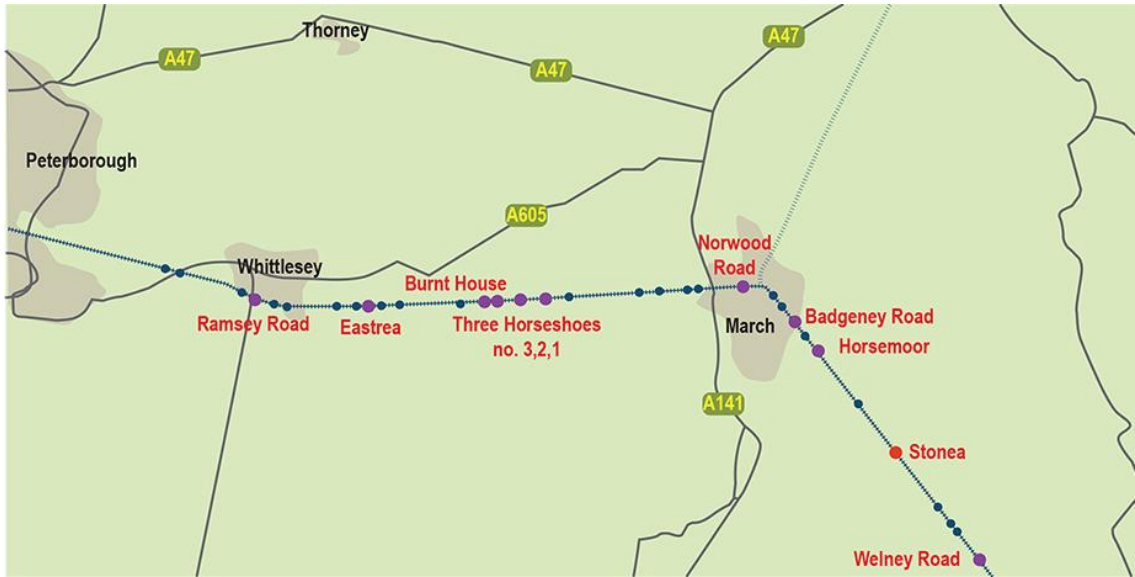 Thorney
A47
A47
A47
Peterborough
A605
Norwood
Road
Whittlesey
Burnt House
Ramsey Road
Eastrea
Three Horseshoes
no. 3,2,1
March
Badgeney Road
Horsemoor
A141
Stonea
Welney Road